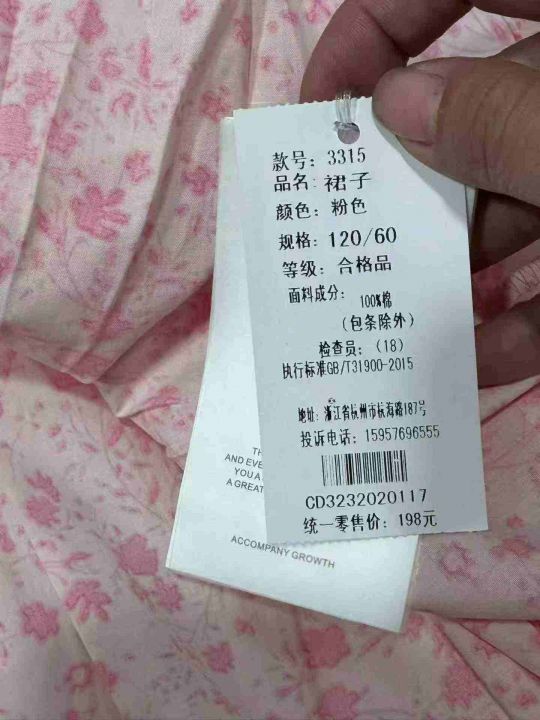 款号：3315
品名：裙子
颜色：粉色
规格：120/60
等级：合格品
面料成分： 100%棉
（包条除外）
检查员：（18）
执行标准GB/T31900-2015
地址：浙江省杭州市杭海路187号
投诉电话：15957696555
CD3232020117
统一零售价：198元
TH
AND EVE
YOU A
A GREAT
ACCOMPANY GROWTH